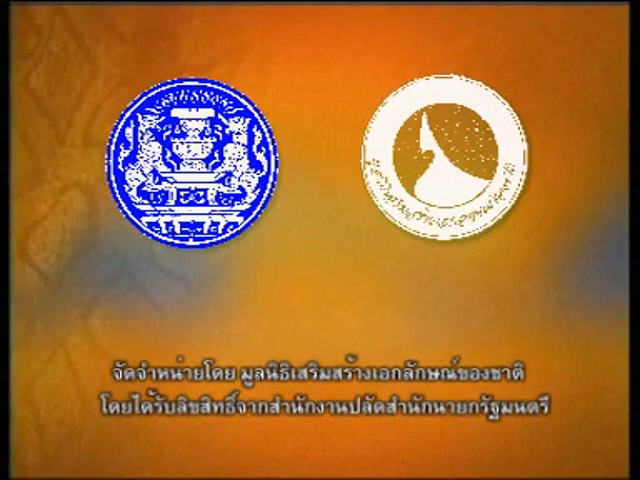 จัดจำหน่ายโดย มูลนิธิเสริมสร้างเอกลักษณ์ของชาติ
โดยได้รับลิขสิทธิ์จากสำนักงานปลัดสำนักนายกรัฐมนตรี